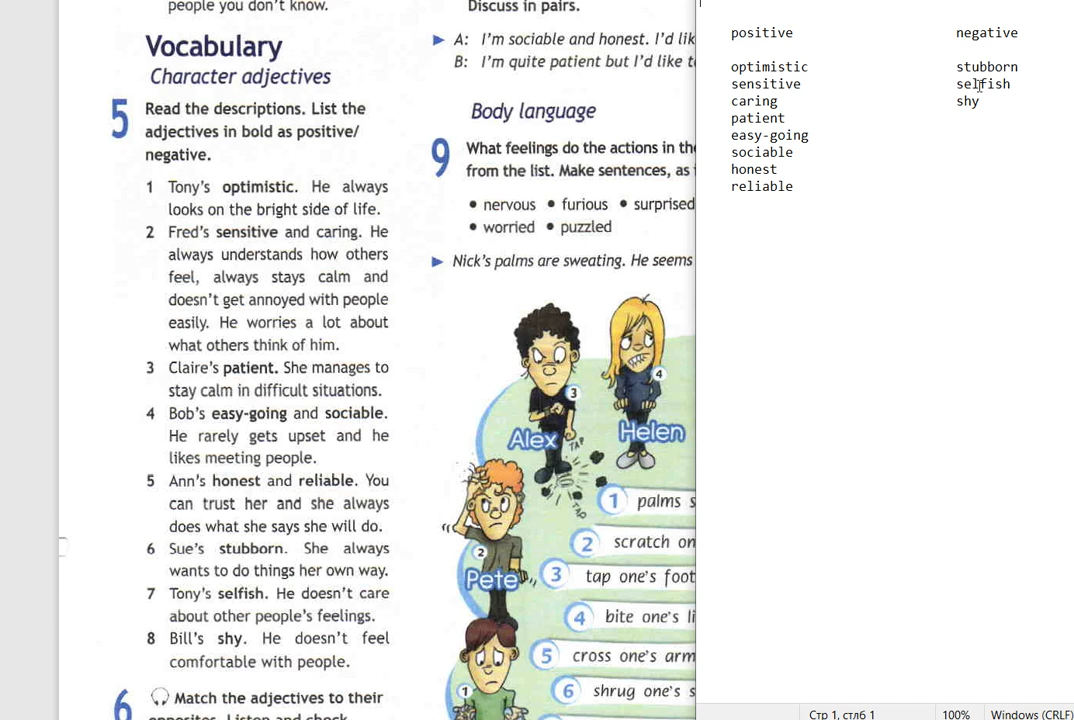 people you don't know.
Vocabulary
Character adjectives
5 Read the descriptions. List the
adjectives in bold as positive/
negative.
1 Tony's optimistic. He always
looks on the bright side of life.
2 Fred's sensitive and caring. He
always understands how others
feel, always stays calm and
doesn't get annoyed with people
easily. He worries a lot about
what others think of him.
3 Claire's patient. She manages to
stay calm in difficult situations.
4 Bob's easy-going and sociable.
He rarely gets upset and he
likes meeting people.
5 Ann's honest and reliable. You
can trust her and she always
does what she says she will do.
6 Sue's stubborn. She always
wants to do things her own way.
7 Tony's selfish. He doesn't care
about other people's feelings.
8 Bill's shy. He doesn't feel
comfortable with people.
6 Match the adjectives to their
opposites. Listen and check.
Discuss in pairs.
A: I'm sociable and honest. I'd lik
B: I'm quite patient but I'd like t
Body language
9 What feelings do the actions in the
from the list. Make sentences, as
• nervous • furious • surprised
• worried • puzzled
Nick's palms are sweating. He seems
3
4
Alex
Helen
TAP
TAP
2
Pete
1
1 palms s
2 scratch on
3 tap one's foot
4 bite one's li
5 cross one's arm
6 shrug one's s
positive negative
optimistic stubborn
sensitive selfish
caring shy
patient
easy-going
sociable
honest
reliable
Стр 1, стлб 1 100% Windows (CRLF)